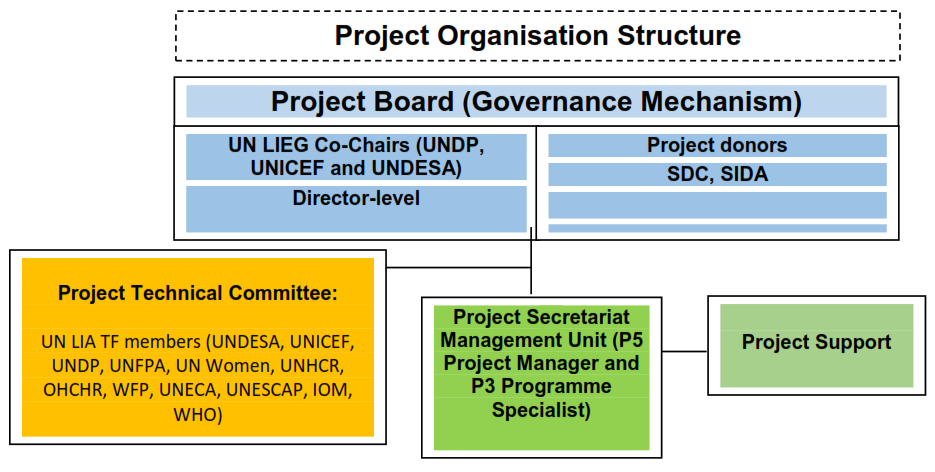 Project Organisation Structure
Project Board (Governance Mechanism)
UN LIEG Co-Chairs (UNDP,
UNICEF and UNDESA)
Director-level
Project donors
SDC, SIDA
Project Technical Committee:
UN LIA TF members (UNDESA, UNICEF,
UNDP, UNFPA, UN Women, UNHCR,
OHCHR, WFP, UNECA, UNESCAP, IOM,
WHO)
Project Secretariat
Management Unit (P5
Project Manager and
P3 Programme
Specialist)
Project Support